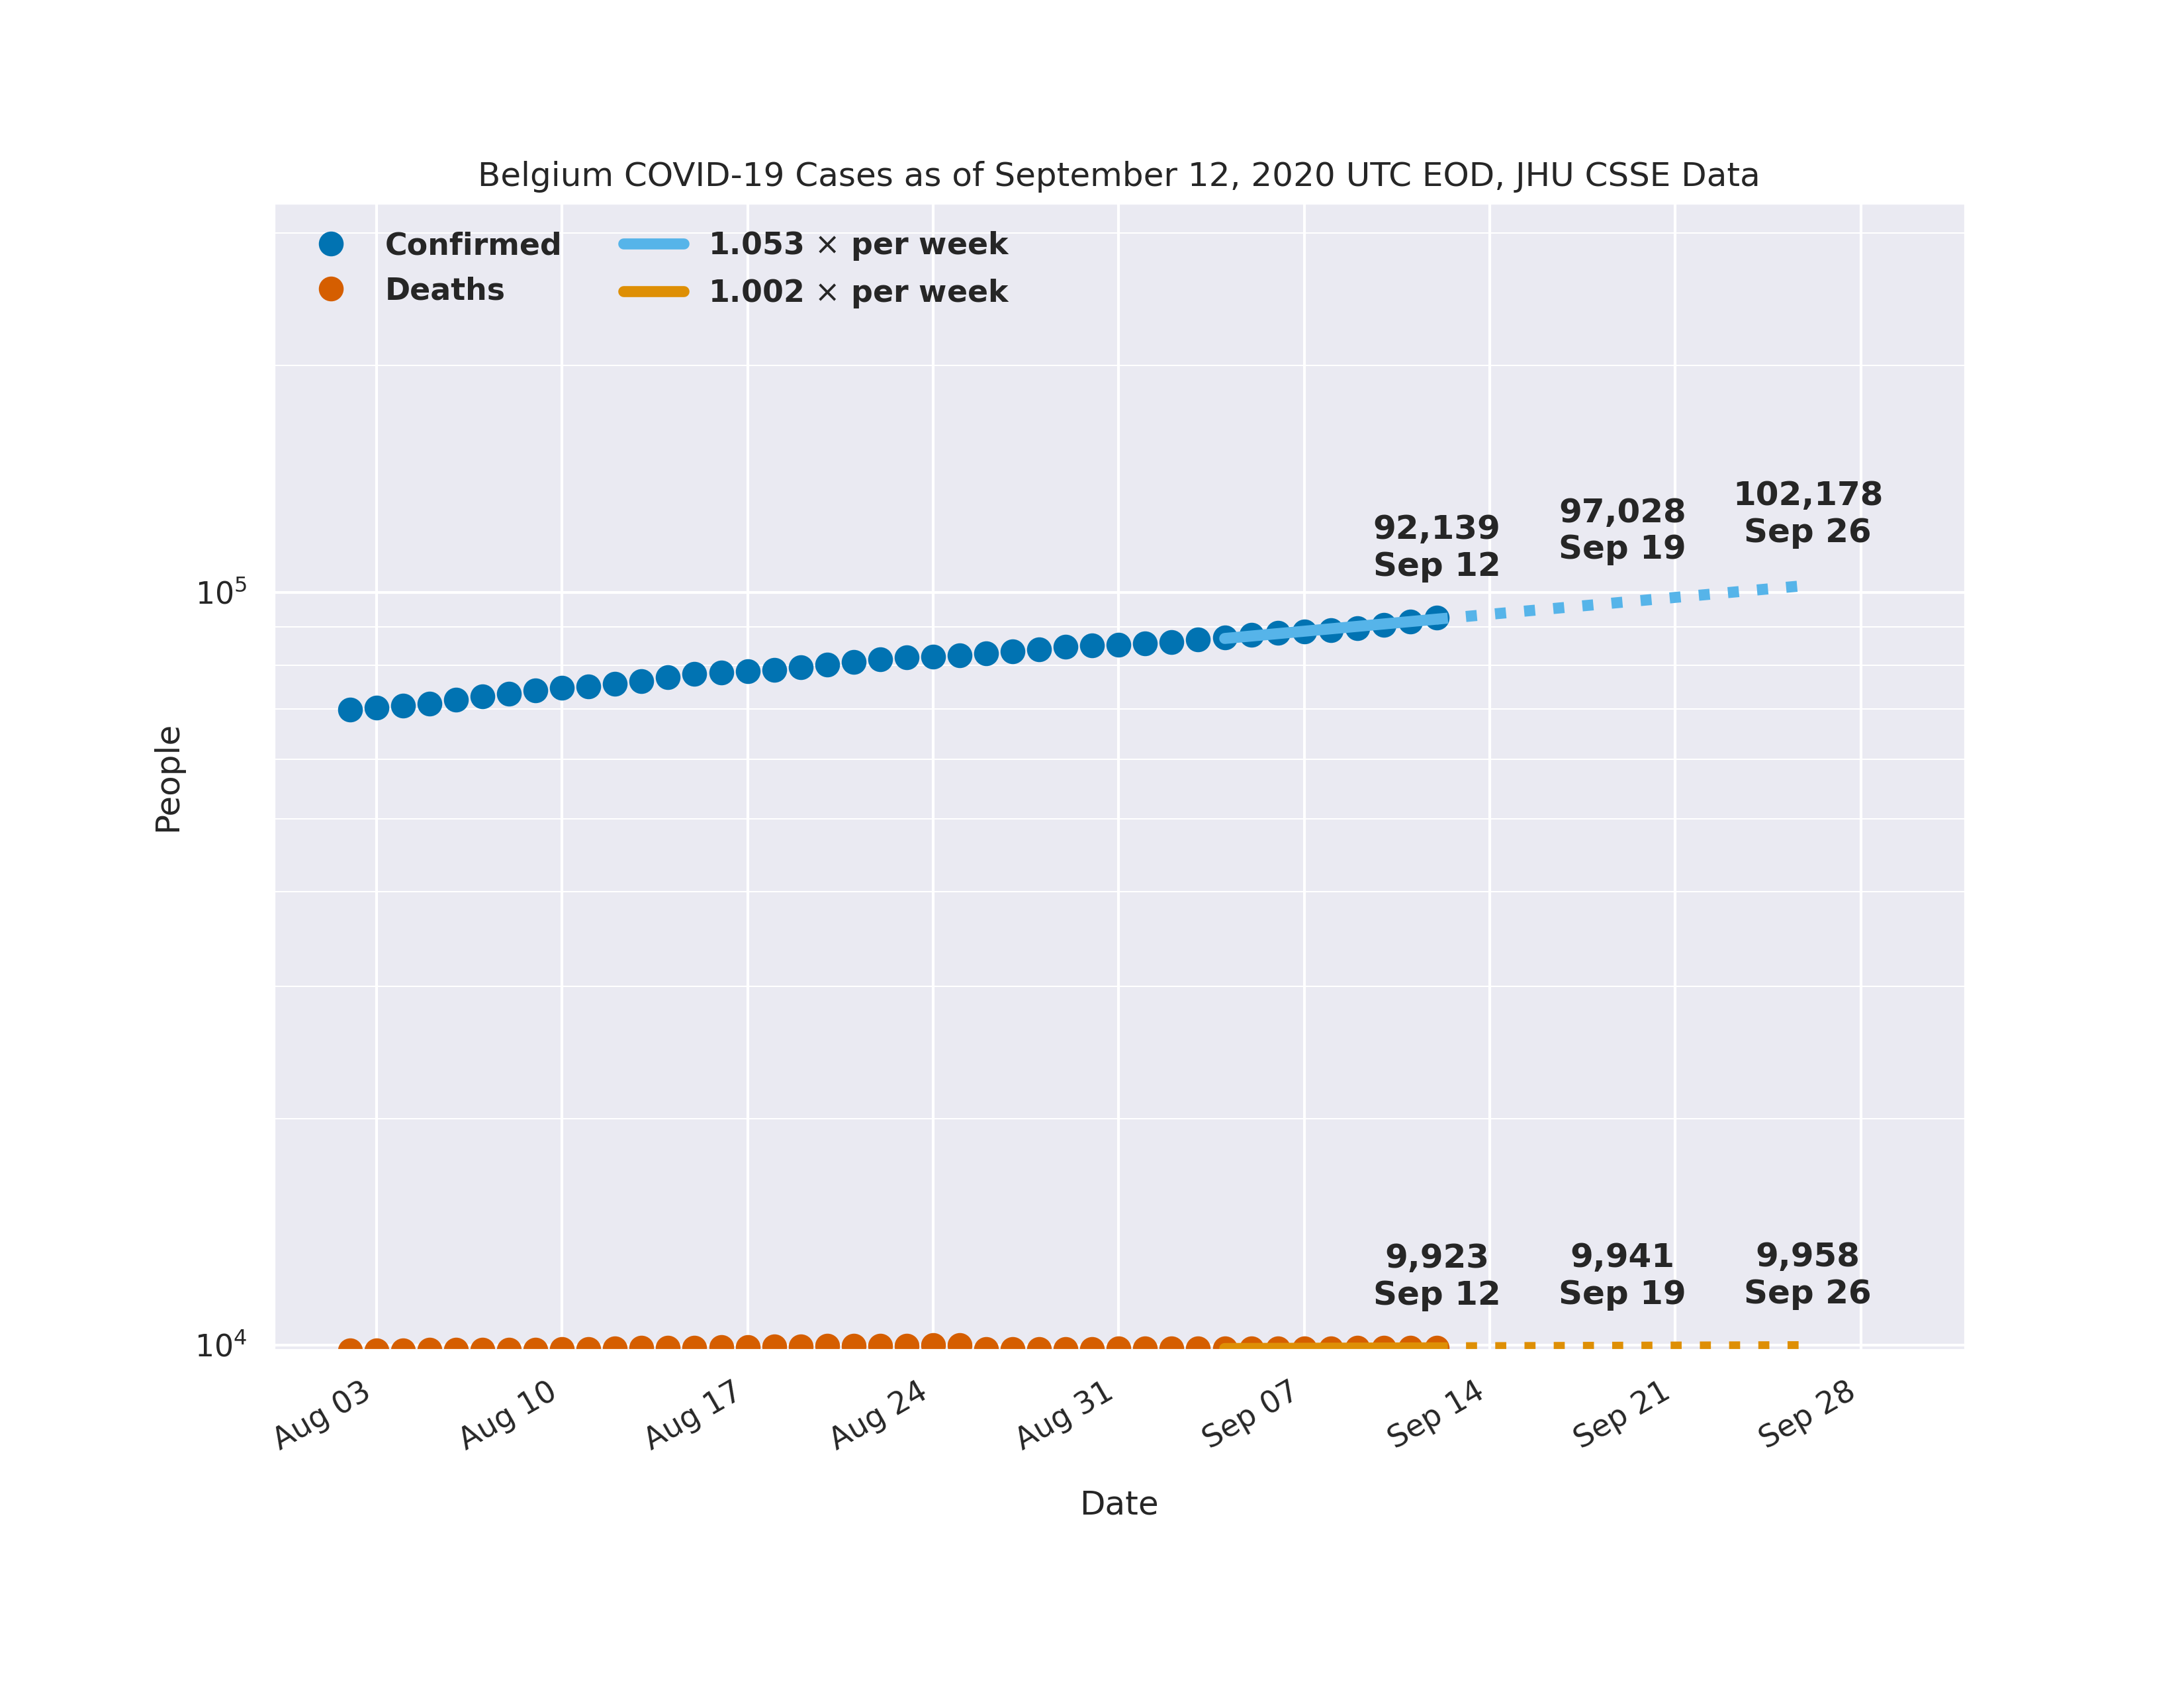 Belgium COVID-19 Cases as of September 12, 2020 UTC EOD, JHU CSSE Data
Confirmed
Deaths
1.053 × per week
1.002 × per week
102,178
Sep 26
97,028
Sep 19
92,139
Sep 12
10⁵
People
9,923
Sep 12
9,941
Sep 19
9,958
Sep 26
10⁴
Aug 03
Aug 10
Aug 17
Aug 24
Aug 31
Sep 07
Sep 14
Sep 21
Sep 28
Date